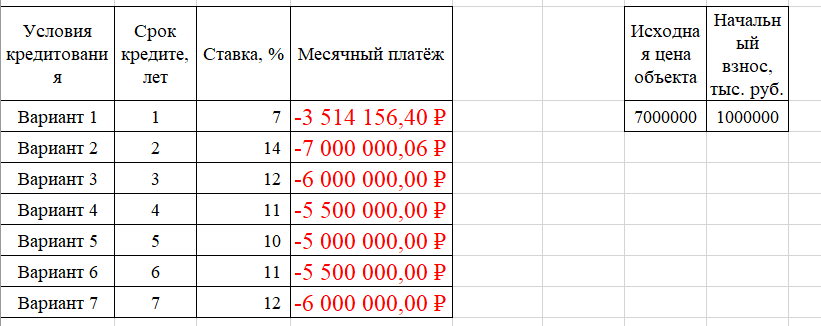 Условия
кредитовани
я
Срок
кредите,
лет
Ставка, %
Месячный платёж
Исходна
я цена
объекта
Начальн
ый
взнос,
тыс. руб.
Вариант 1 1 7 -3 514 156,40 ₽ 7000000 1000000
Вариант 2 2 14 -7 000 000,06 ₽
Вариант 3 3 12 -6 000 000,00 ₽
Вариант 4 4 11 -5 500 000,00 ₽
Вариант 5 5 10 -5 000 000,00 ₽
Вариант 6 6 11 -5 500 000,00 ₽
Вариант 7 7 12 -6 000 000,00 ₽